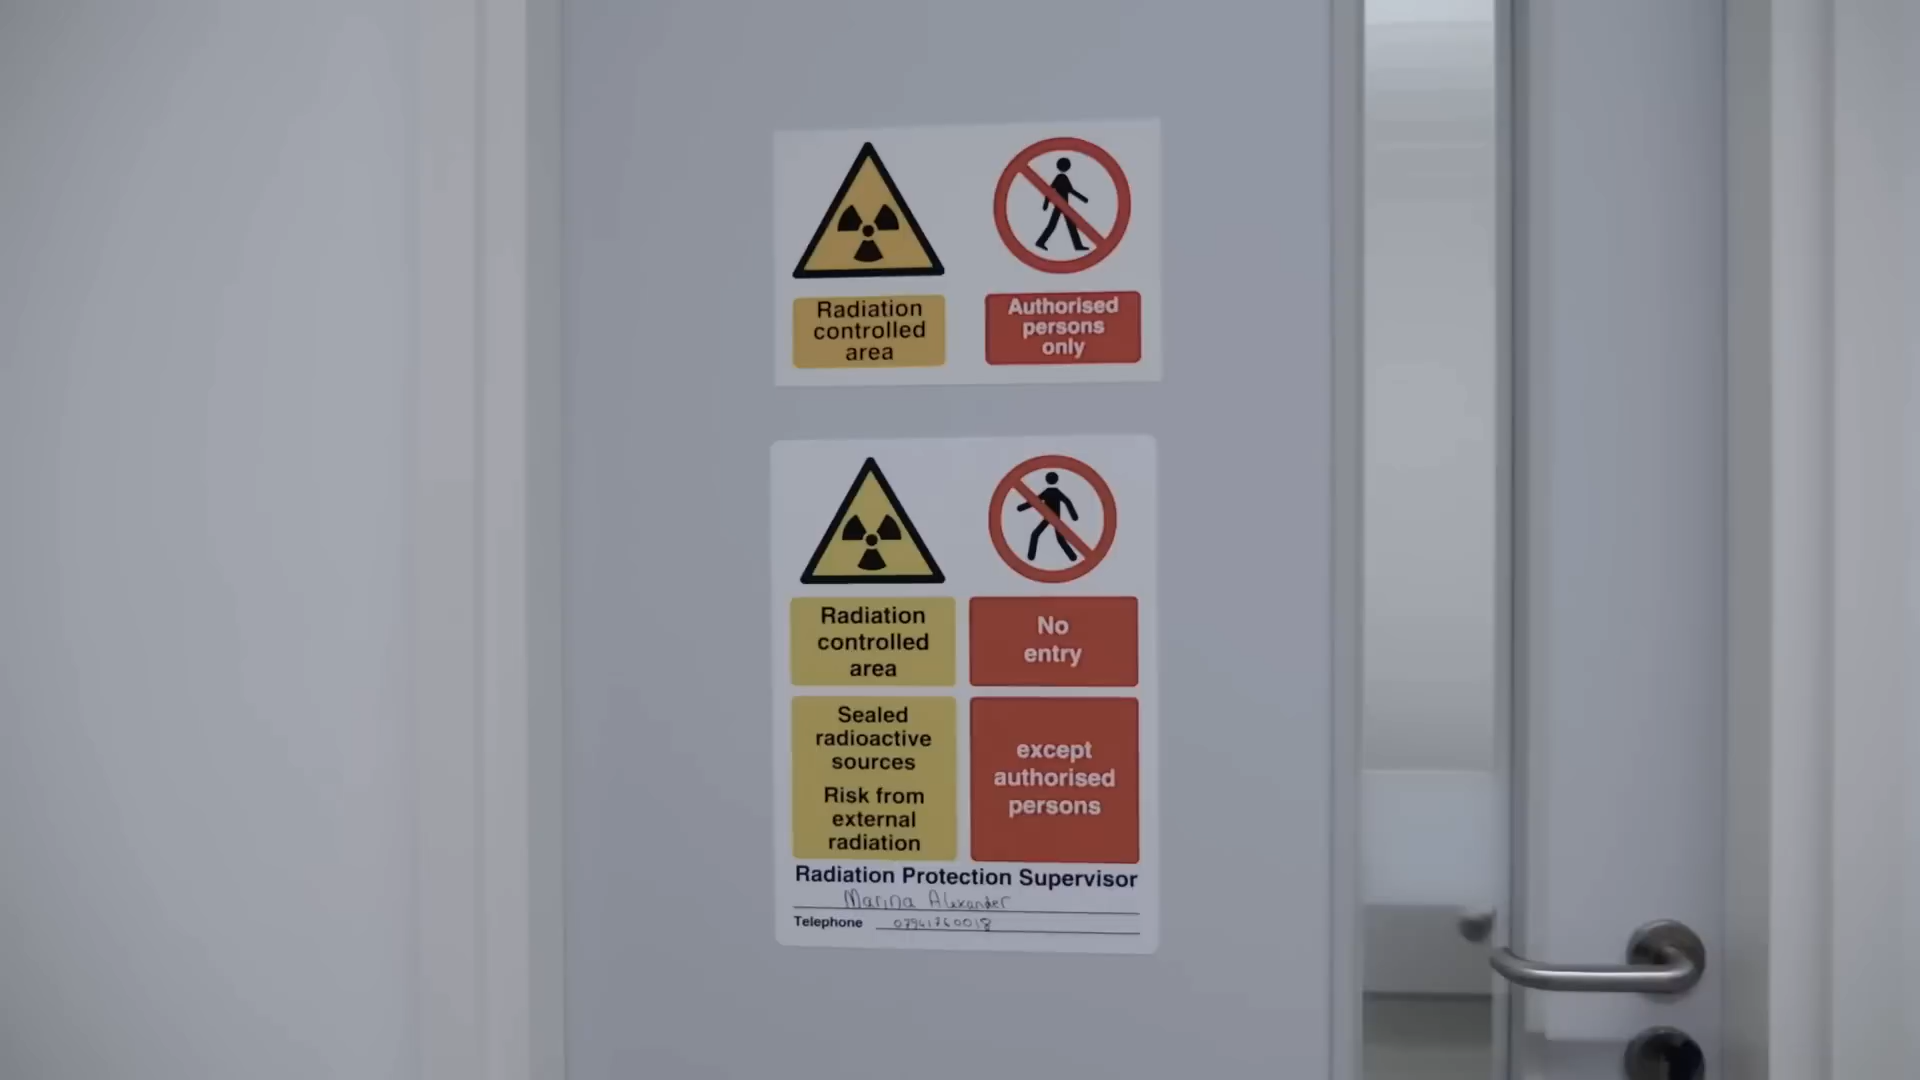 Radiation
controlled
area
Authorised
persons
only
Radiation
controlled
area
No
entry
Sealed
radioactive
sources
Risk from
external
radiation
except
authorised
persons
Radiation Protection Supervisor
Marina Alexander
Telephone